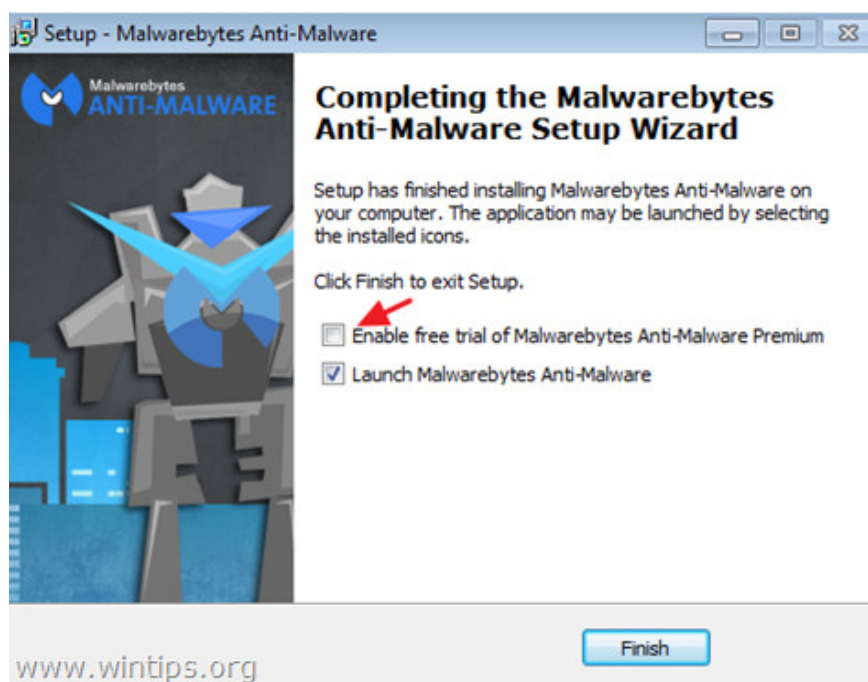 Setup - Malwarebytes Anti-Malware
Malwarebytes
ANTI-MALWARE
Completing the Malwarebytes
Anti-Malware Setup Wizard
Setup has finished installing Malwarebytes Anti-Malware on
your computer. The application may be launched by selecting
the installed icons.
Click Finish to exit Setup.
Enable free trial of Malwarebytes Anti-Malware Premium
Launch Malwarebytes Anti-Malware
Finish
www.wintips.org